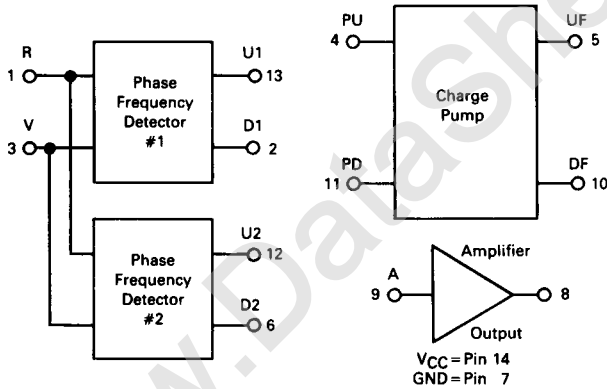 R
1
V
3
Phase
Frequency
Detector
#1
U1
13
D1
2
Phase
Frequency
Detector
#2
U2
12
D2
6
PU
4
PD
11
Charge
Pump
UF
5
DF
10
A
9
Amplifier
Output
8
VCC = Pin 14
GND = Pin 7
www.DataShe